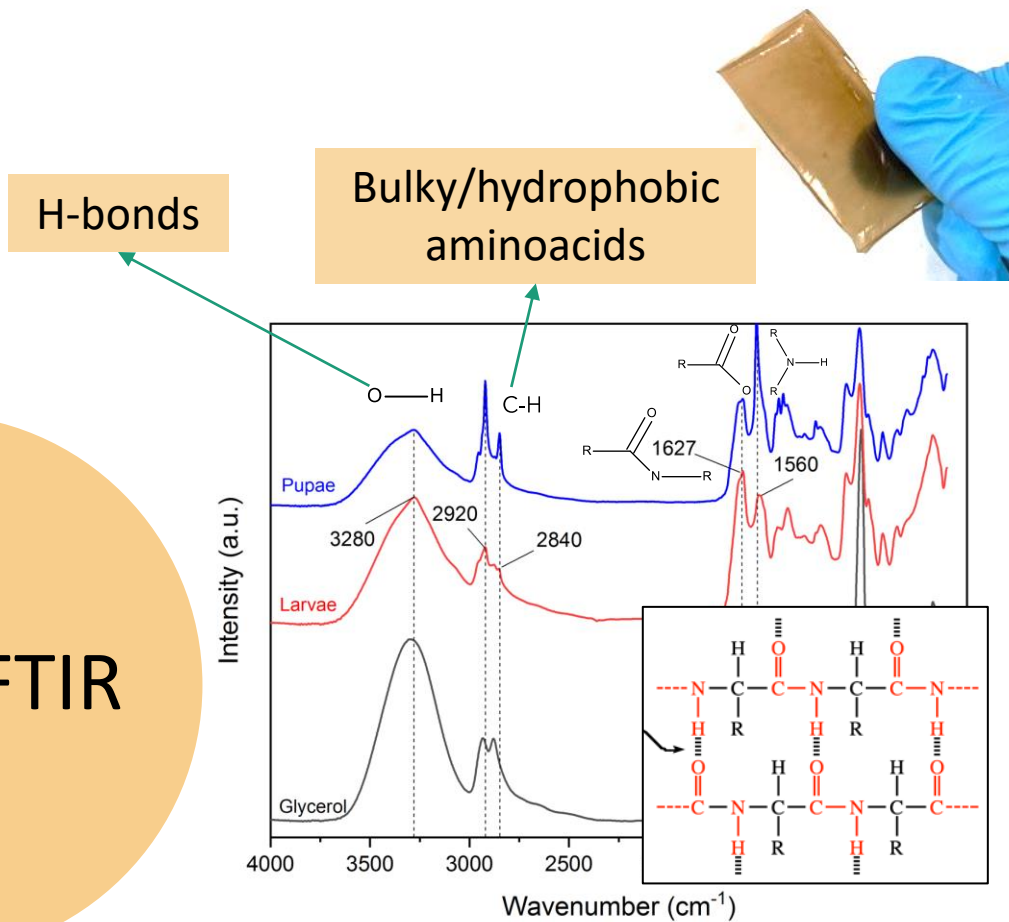 H-bonds
Bulky/hydrophobic
aminoacids
O
H
C-H
R
O
O
R
N
H
R
O
R
N
R
1627
1560
Pupae
3280
2920
2840
Larvae
Glycerol
FTIR
Intensity (a.u.)
H
O
H
O
N
C
C
N
C
C
N
H
R
H
R
H
O
H
O
H
O
C
N
C
C
N
C
C
H
R
H
R
4000
3500
3000
2500
Wavenumber (cm⁻¹)